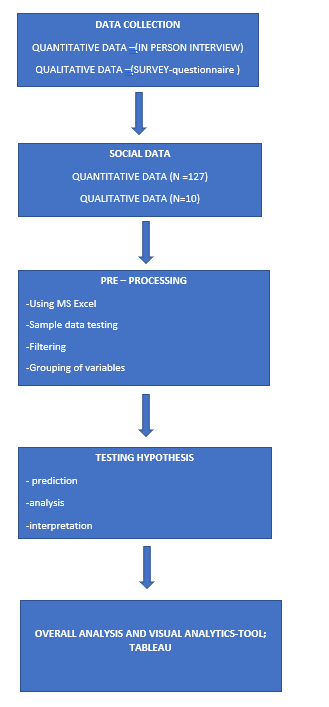 DATA COLLECTION
QUANTITATIVE DATA –(IN PERSON INTERVIEW)
QUALITATIVE DATA –(SURVEY-questionnaire )
SOCIAL DATA
QUANTITATIVE DATA (N =127)
QUALITATIVE DATA (N=10)
PRE – PROCESSING
-Using MS Excel
-Sample data testing
-Filtering
-Grouping of variables
TESTING HYPOTHESIS
- prediction
-analysis
-interpretation
OVERALL ANALYSIS AND VISUAL ANALYTICS-TOOL;
TABLEAU